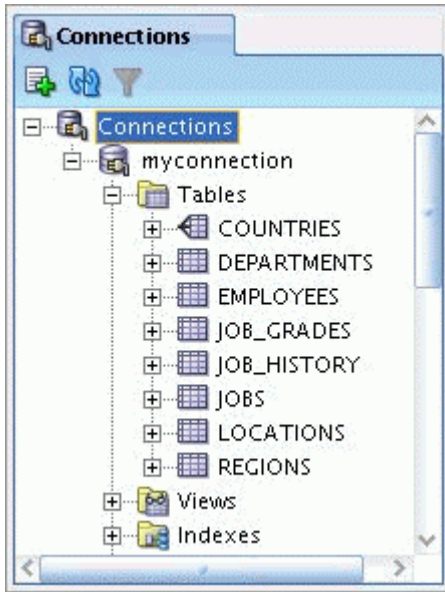 Connections
Connections
myconnection
Tables
COUNTRIES
DEPARTMENTS
EMPLOYEES
JOB_GRADES
JOB_HISTORY
JOBS
LOCATIONS
REGIONS
Views
Indexes